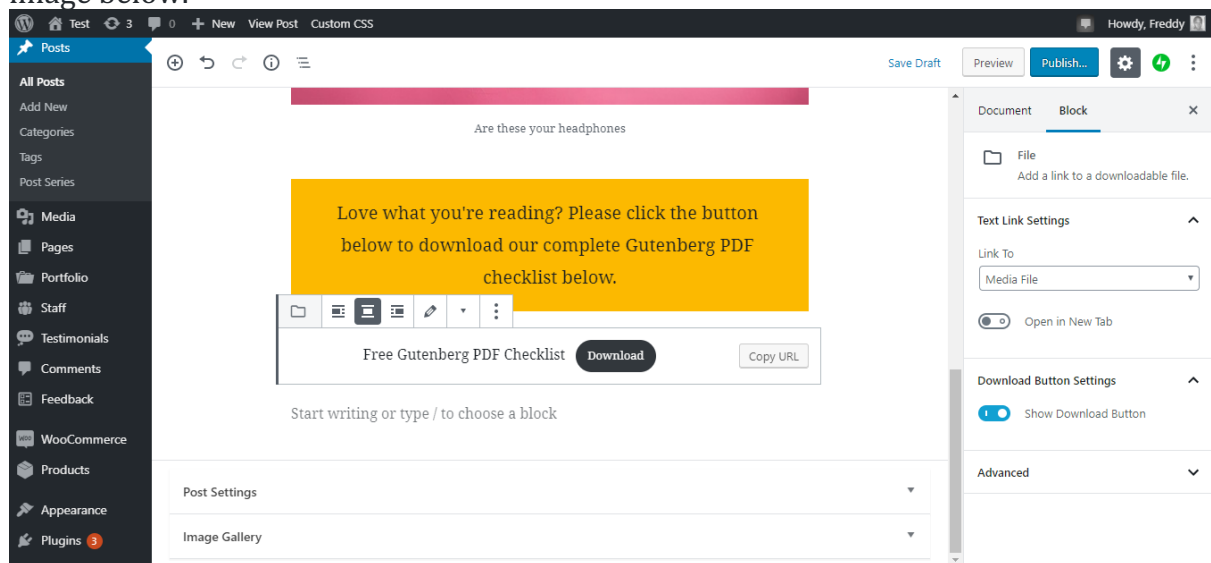 image below.
Test 3 0 New View Post Custom CSS Howdy, Freddy
Posts
All Posts
Add New
Categories
Tags
Post Series
Media
Pages
Portfolio
Staff
Testimonials
Comments
Feedback
WooCommerce
Products
Appearance
Plugins 3
Save Draft Preview Publish...
Are these your headphones
Love what you're reading? Please click the button
below to download our complete Gutenberg PDF
checklist below.
Free Gutenberg PDF Checklist Download Copy URL
Start writing or type / to choose a block
Post Settings
Image Gallery
Document Block
File
Add a link to a downloadable file.
Text Link Settings
Link To
Media File
Open in New Tab
Download Button Settings
Show Download Button
Advanced